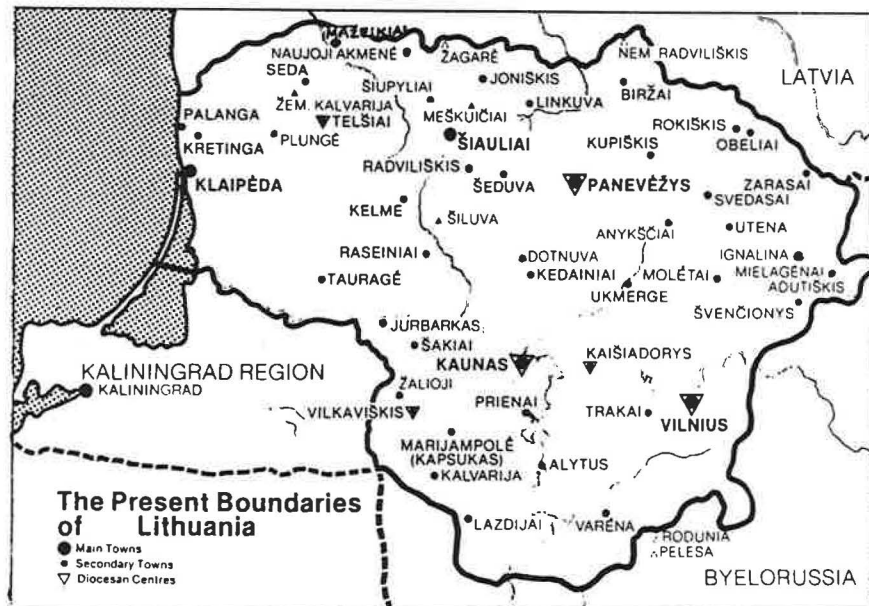 MAŽEIKIAI
NAUJOJI AKMENĖ
ŽAGARĖ
NEM. RADVILIŠKIS
LATVIA
SEDA
ŠIUPYLIAI
JONIŠKIS
BIRŽAI
ŽEM. KALVARIJA
MEŠKUIČIAI
LINKUVA
PALANGA
TELŠIAI
ROKIŠKIS
KRETINGA
PLUNGĖ
ŠIAULIAI
KUPIŠKIS
OBELIAI
RADVILIŠKIS
KLAIPĖDA
ŠEDUVA
PANEVĖŽYS
ZARASAI
SVEDASAI
KELMĖ
ŠILUVA
ANYKŠČIAI
UTENA
RASEINIAI
DOTNUVA
IGNALINA
TAURAGĖ
KEDAINIAI
MOLĖTAI
MIELAGĖNAI
ADUTIŠKIS
UKMERGE
ŠVENČIONYS
JURBARKAS
ŠAKIAI
KAUNAS
KAIŠIADORYS
KALININGRAD REGION
KALININGRAD
ŽALIOJI
VILKAVIŠKIS
PRIENAI
TRAKAI
VILNIUS
MARIJAMPOLĖ
(KAPSUKAS)
KALVARIJA
ALYTUS
The Present Boundaries
of Lithuania
Main Towns
Secondary Towns
Diocesan Centres
LAZDIJAI
VARĖNA
RODUNIA
PELESA
BYELORUSSIA